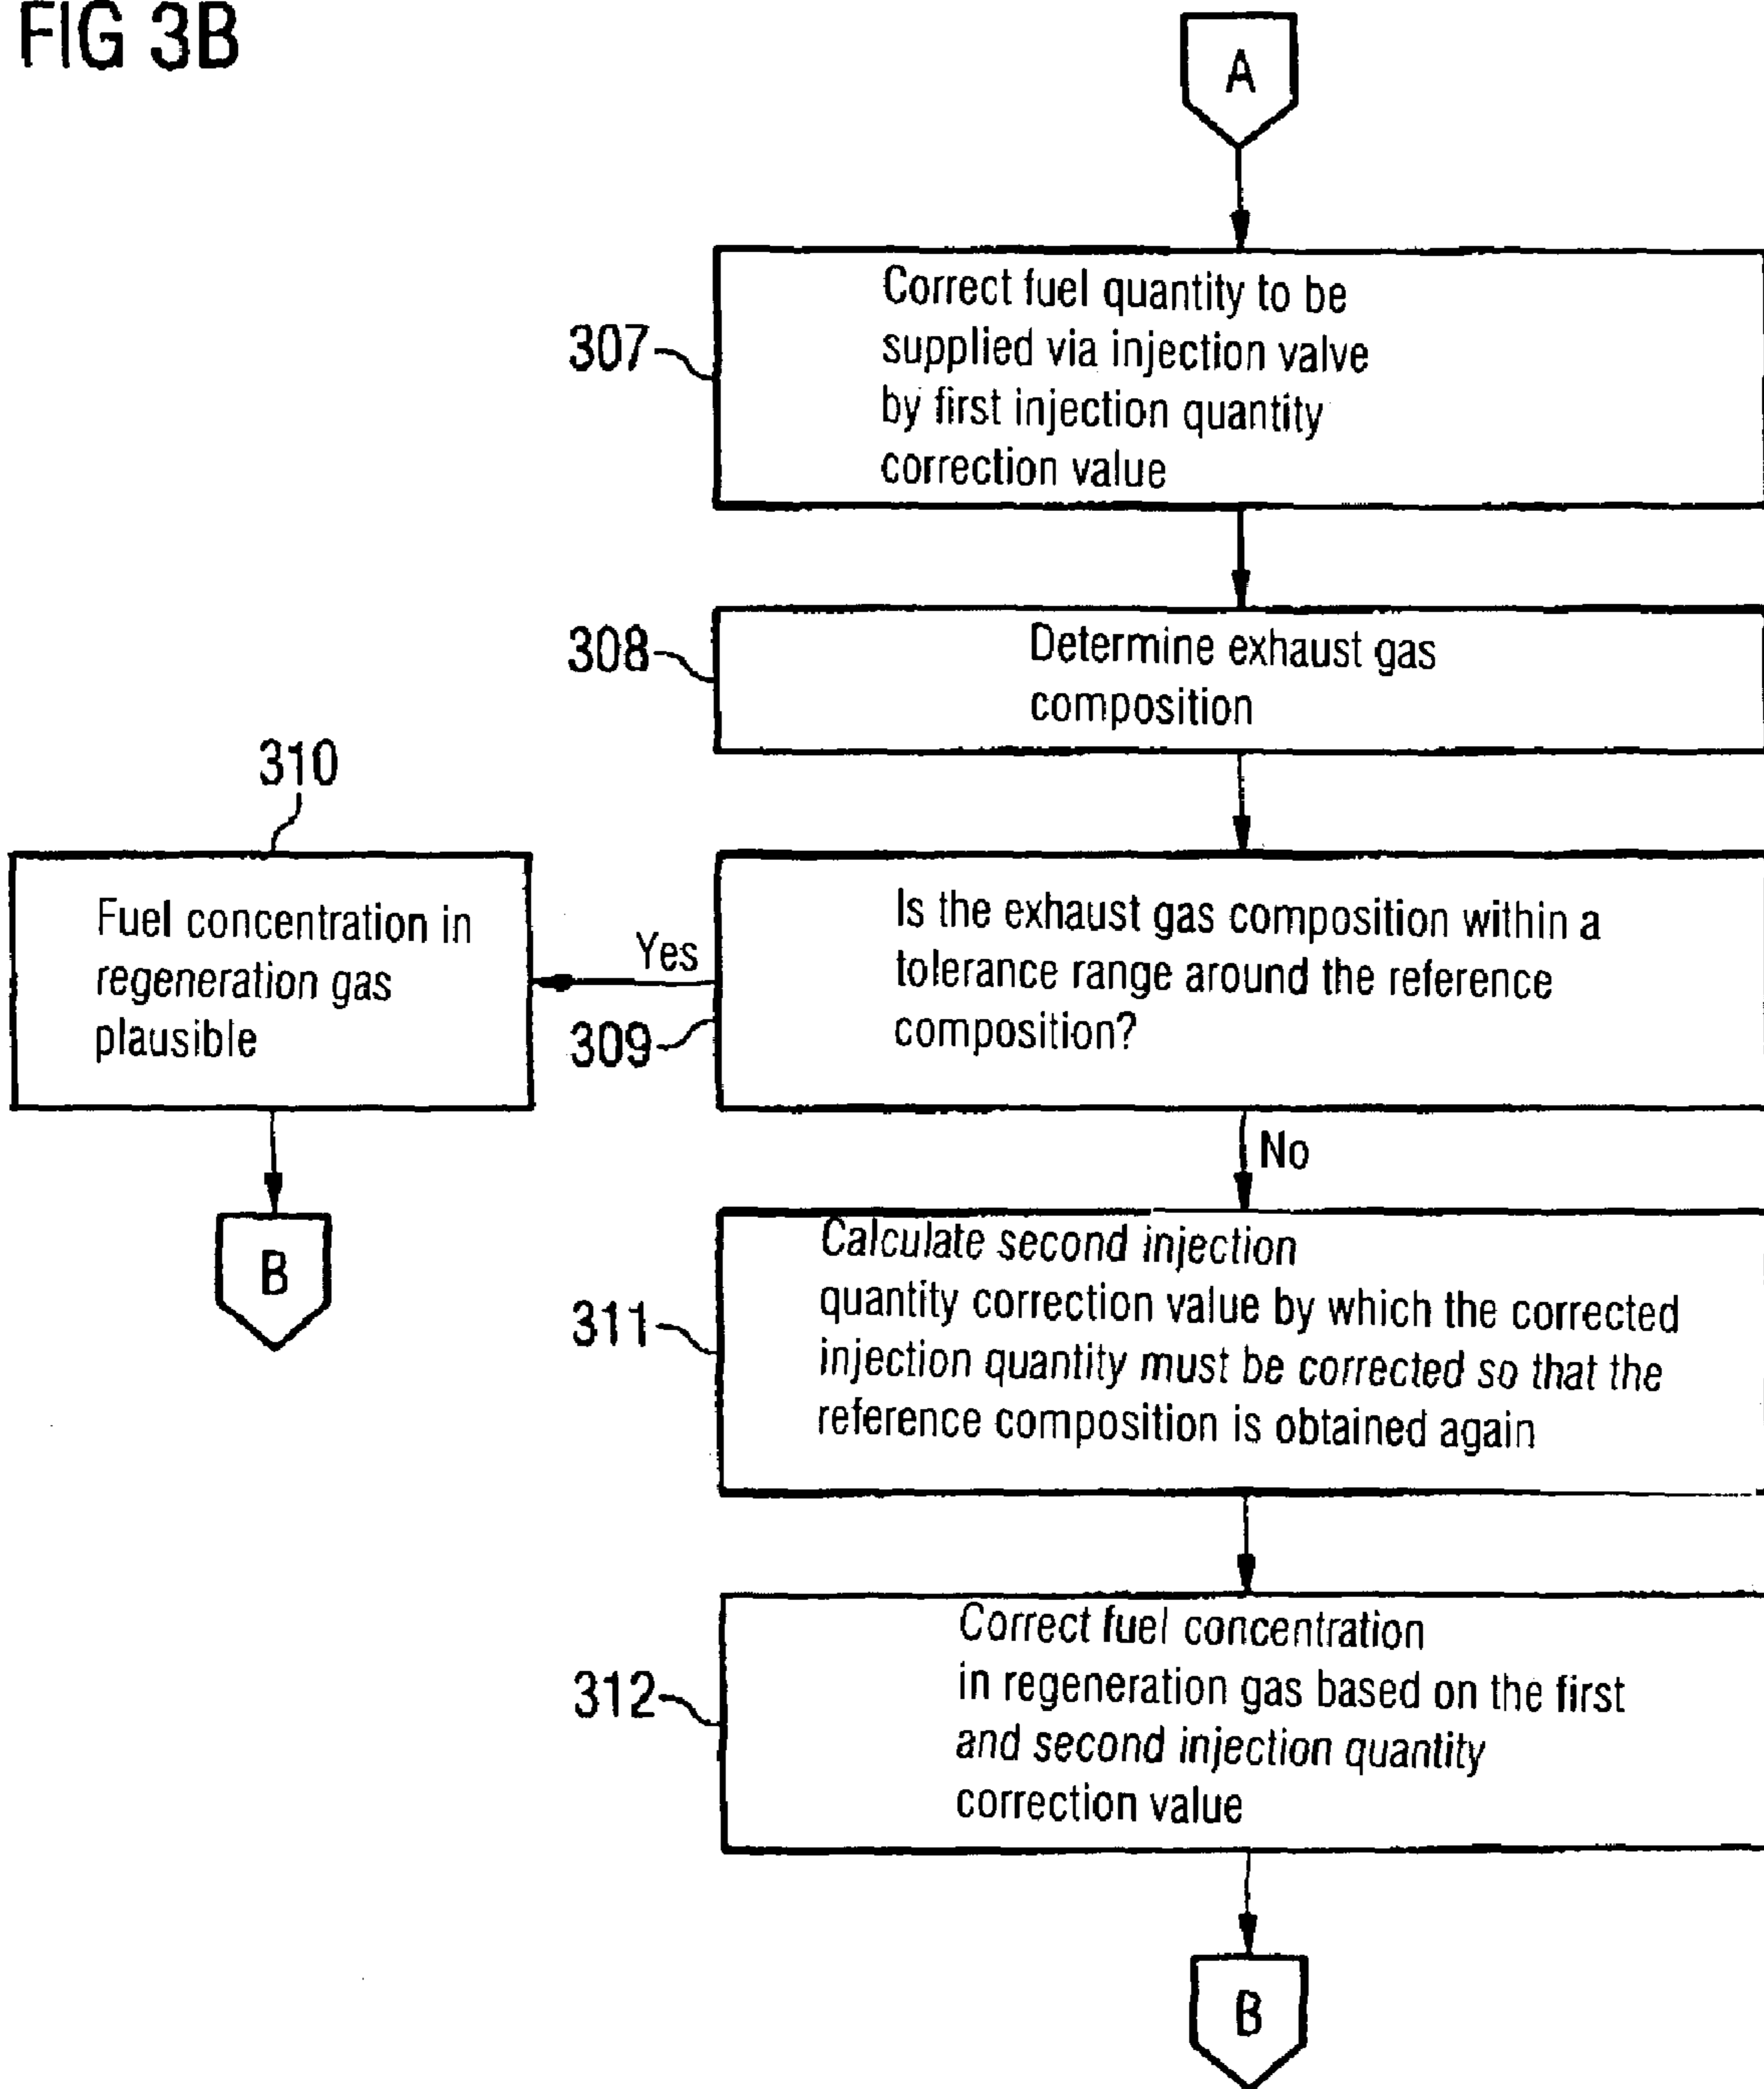 FIG 3B
A
307
Correct fuel quantity to be
supplied via injection valve
by first injection quantity
correction value
308
Determine exhaust gas
composition
310
Fuel concentration in
regeneration gas
plausible
Yes
309
Is the exhaust gas composition within a
tolerance range around the reference
composition?
B
No
311
Calculate second injection
quantity correction value by which the corrected
injection quantity must be corrected so that the
reference composition is obtained again
312
Correct fuel concentration
in regeneration gas based on the first
and second injection quantity
correction value
B